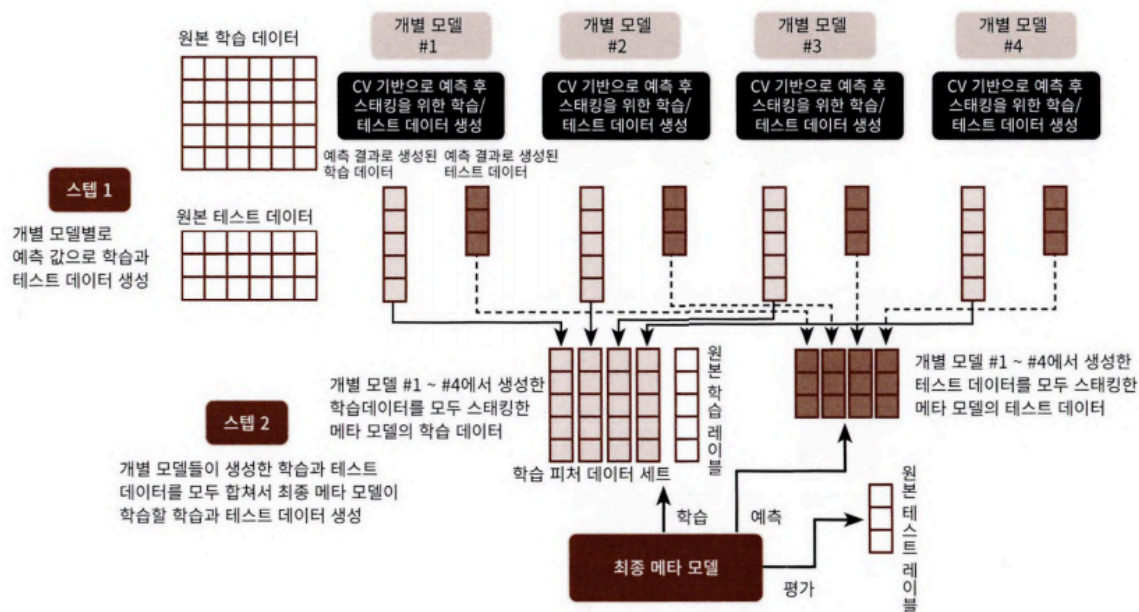 개별 모델
#1
개별 모델
#2
개별 모델
#3
개별 모델
#4
원본 학습 데이터
CV 기반으로 예측 후
스태킹을 위한 학습/
테스트 데이터 생성
CV 기반으로 예측 후
스태킹을 위한 학습/
테스트 데이터 생성
CV 기반으로 예측 후
스태킹을 위한 학습/
테스트 데이터 생성
CV 기반으로 예측 후
스태킹을 위한 학습/
테스트 데이터 생성
예측 결과로 생성된
학습 데이터
예측 결과로 생성된
테스트 데이터
스텝 1
개별 모델별로
예측 값으로 학습과
테스트 데이터 생성
원본 테스트 데이터
개별 모델 #1 ~ #4에서 생성한
학습데이터를 모두 스태킹한
메타 모델의 학습 데이터
원본 학습 레이블
개별 모델 #1 ~ #4에서 생성한
테스트 데이터를 모두 스태킹한
메타 모델의 테스트 데이터
스텝 2
개별 모델들이 생성한 학습과 테스트
데이터를 모두 합쳐서 최종 메타 모델이
학습할 학습과 테스트 데이터 생성
학습 피처 데이터 세트
학습
예측
원본 테스트 레이블
최종 메타 모델
평가